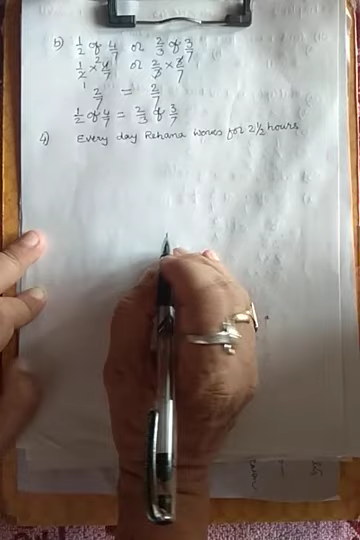 b) 1/2 of 4/7 or 2/3 of 3/7
1/2 × 4/7 or 2/3 × 3/7
2/7 = 2/7
1/2 of 4/7 = 2/3 of 3/7
4) Every day Rehana works for 2 1/2 hours